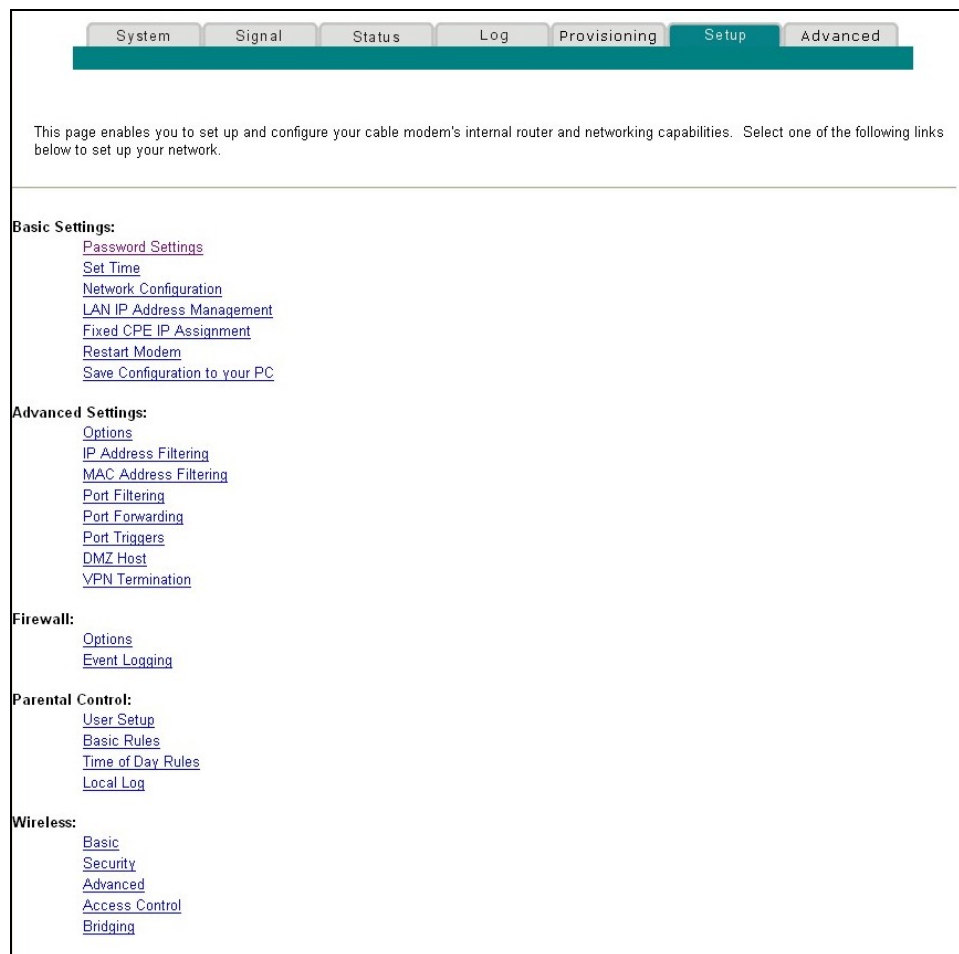 System Signal Status Log Provisioning Setup Advanced
This page enables you to set up and configure your cable modem's internal router and networking capabilities. Select one of the following links
below to set up your network.
Basic Settings:
Password Settings
Set Time
Network Configuration
LAN IP Address Management
Fixed CPE IP Assignment
Restart Modem
Save Configuration to your PC
Advanced Settings:
Options
IP Address Filtering
MAC Address Filtering
Port Filtering
Port Forwarding
Port Triggers
DMZ Host
VPN Termination
Firewall:
Options
Event Logging
Parental Control:
User Setup
Basic Rules
Time of Day Rules
Local Log
Wireless:
Basic
Security
Advanced
Access Control
Bridging